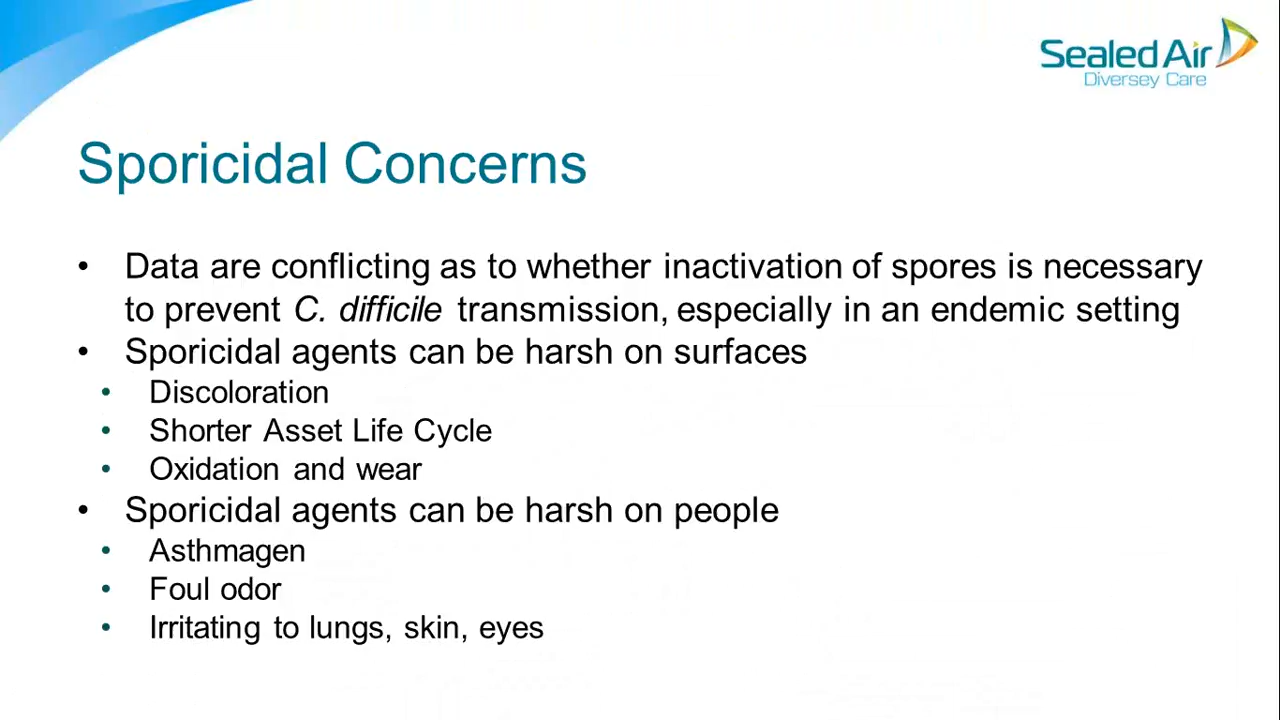 Sealed Air
Diversey Care
Sporicidal Concerns
• Data are conflicting as to whether inactivation of spores is necessary
to prevent C. difficile transmission, especially in an endemic setting
• Sporicidal agents can be harsh on surfaces
• Discoloration
• Shorter Asset Life Cycle
• Oxidation and wear
• Sporicidal agents can be harsh on people
• Asthmagen
• Foul odor
• Irritating to lungs, skin, eyes